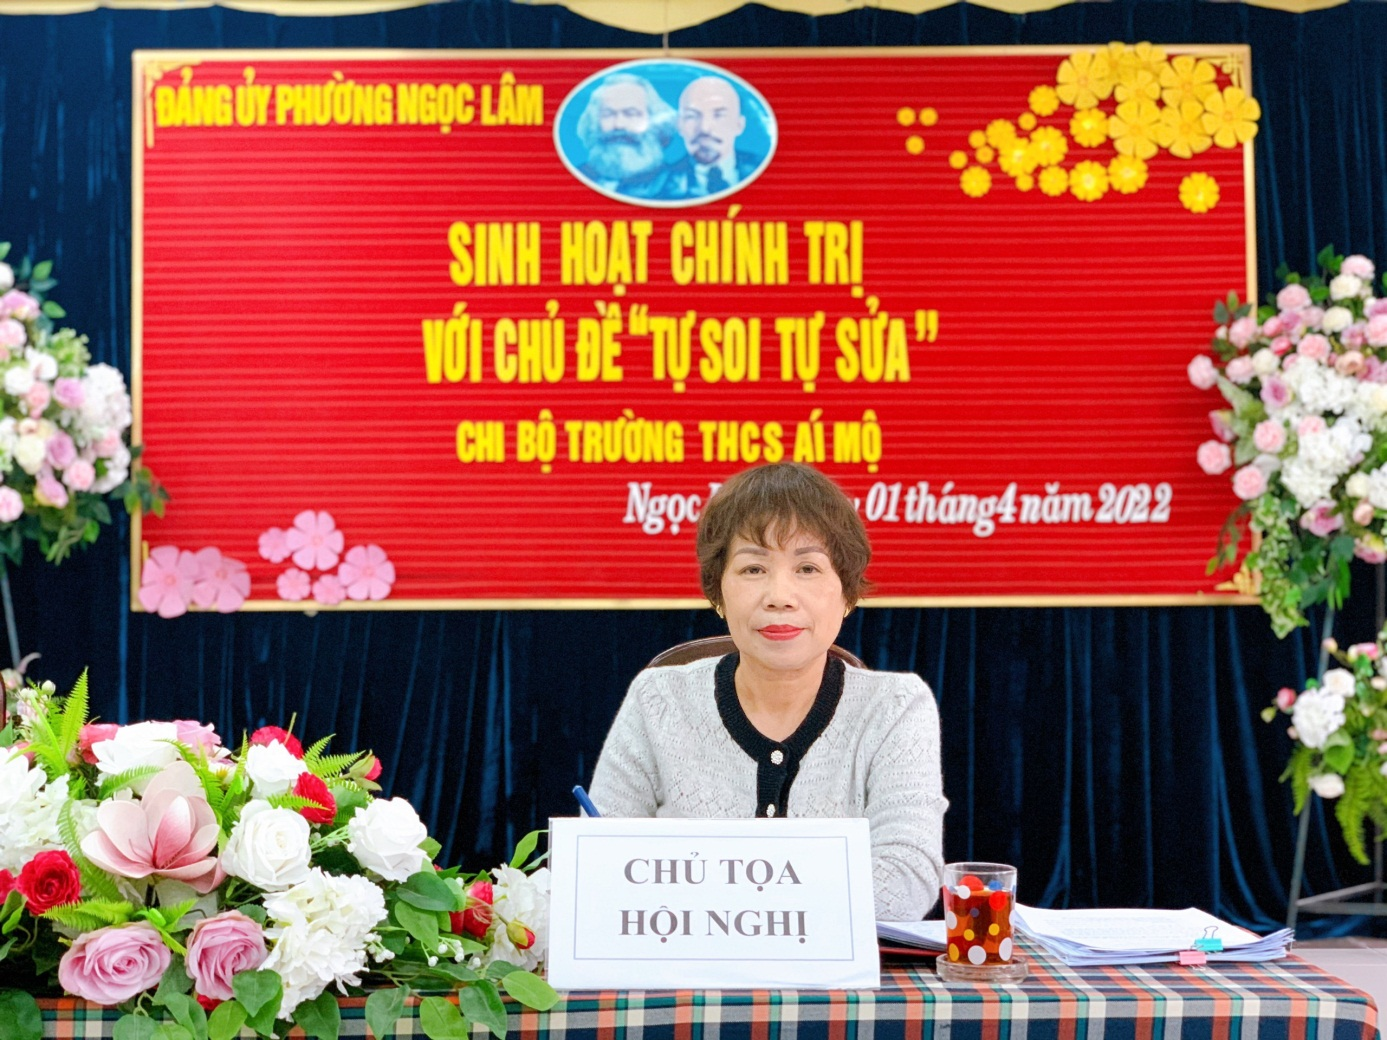 ĐẢNG ỦY PHƯỜNG NGỌC LÂM
SINH HOẠT CHÍNH TRỊ
VỚI CHỦ ĐỀ "TỰ SOI TỰ SỬA"
CHI BỘ TRƯỜNG THCS ÁI MỘ
Ngọc 01 tháng 4 năm 2022
CHỦ TỌA
HỘI NGHỊ